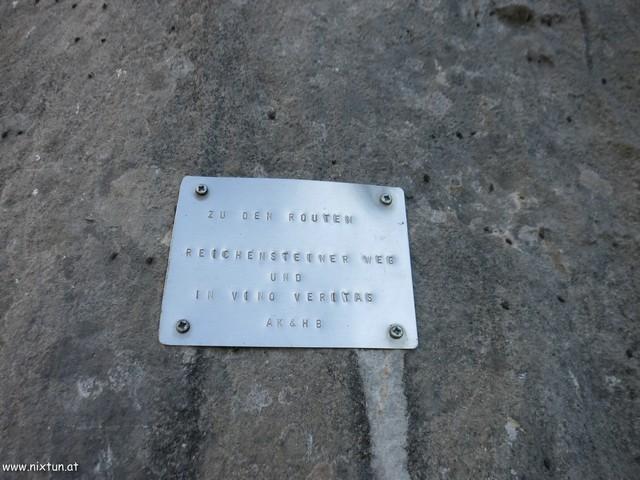 ZU DEN ROUTEN
REICHENSTEINER WEG
UND
IN VINO VERITAS
AK&HB
www.nixtun.at